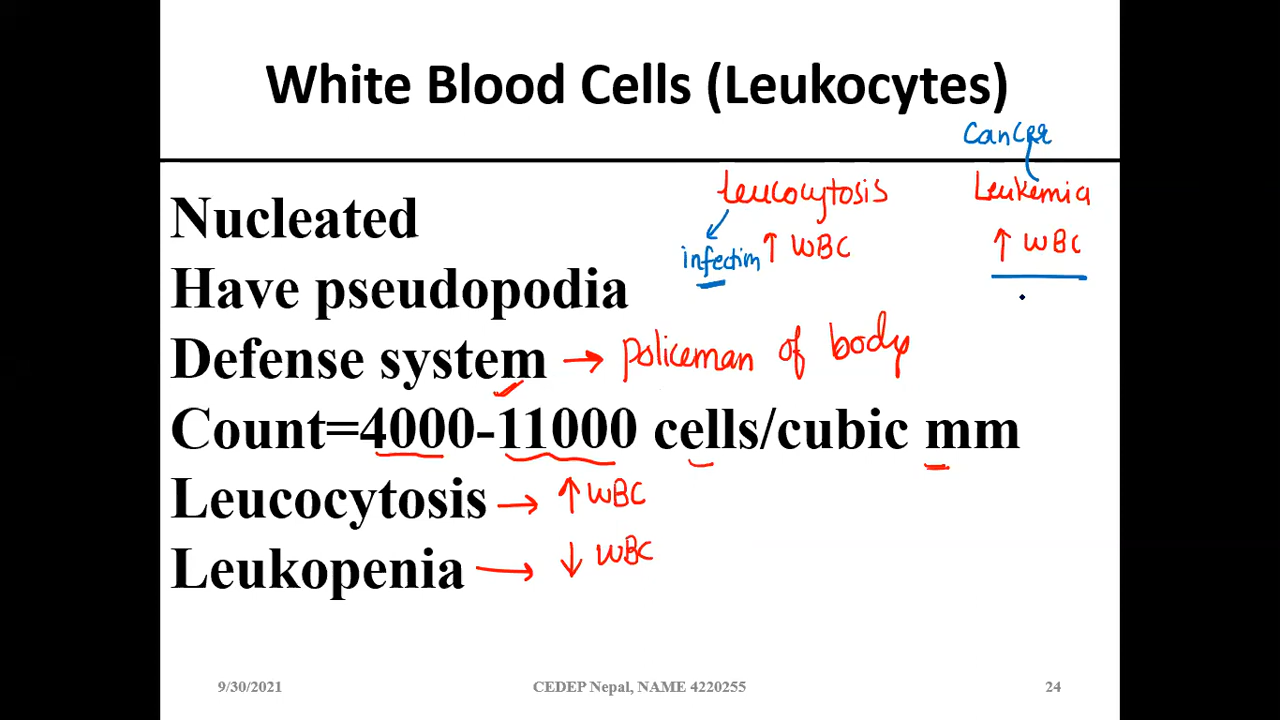 White Blood Cells (Leukocytes)
Cancer
Leucocytosis Leukemia
Nucleated
infection ↑ WBC ↑ WBC
Have pseudopodia
Defense system → policeman of body
Count=4000-11000 cells/cubic mm
Leucocytosis → ↑ WBC
Leukopenia → ↓ WBC
9/30/2021 CEDEP Nepal, NAME 4220255 24